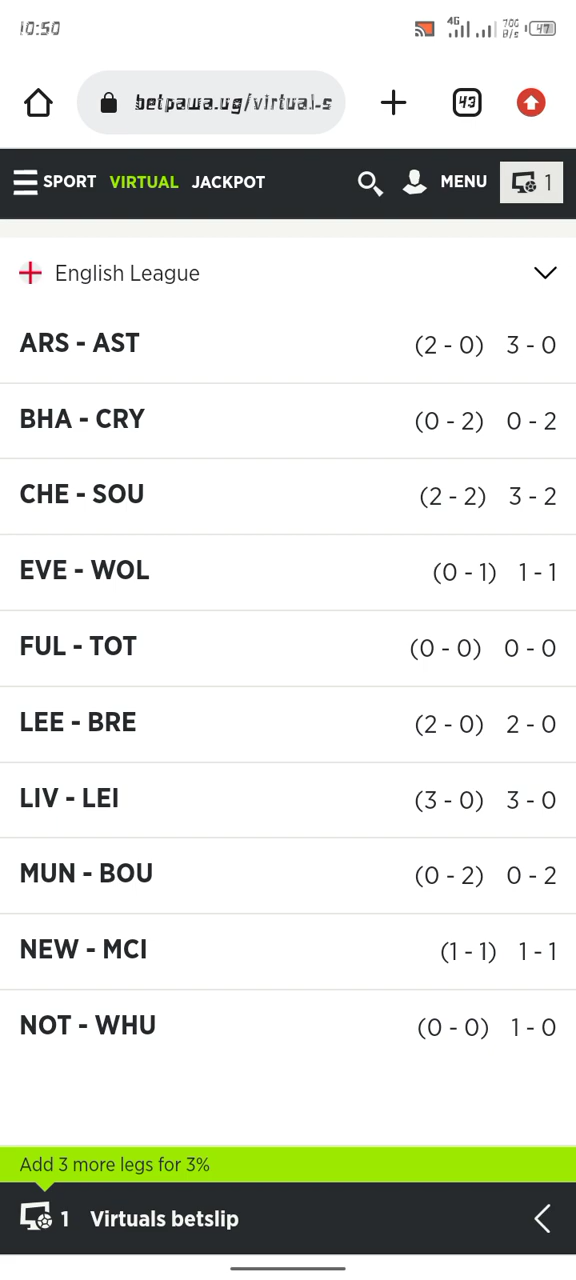 10:50 4G 700 B/s 47
betpawa.ug/virtual-s 43
SPORT VIRTUAL JACKPOT MENU 1
English League
ARS - AST (2 - 0) 3 - 0
BHA - CRY (0 - 2) 0 - 2
CHE - SOU (2 - 2) 3 - 2
EVE - WOL (0 - 1) 1 - 1
FUL - TOT (0 - 0) 0 - 0
LEE - BRE (2 - 0) 2 - 0
LIV - LEI (3 - 0) 3 - 0
MUN - BOU (0 - 2) 0 - 2
NEW - MCI (1 - 1) 1 - 1
NOT - WHU (0 - 0) 1 - 0
Add 3 more legs for 3%
1 Virtuals betslip